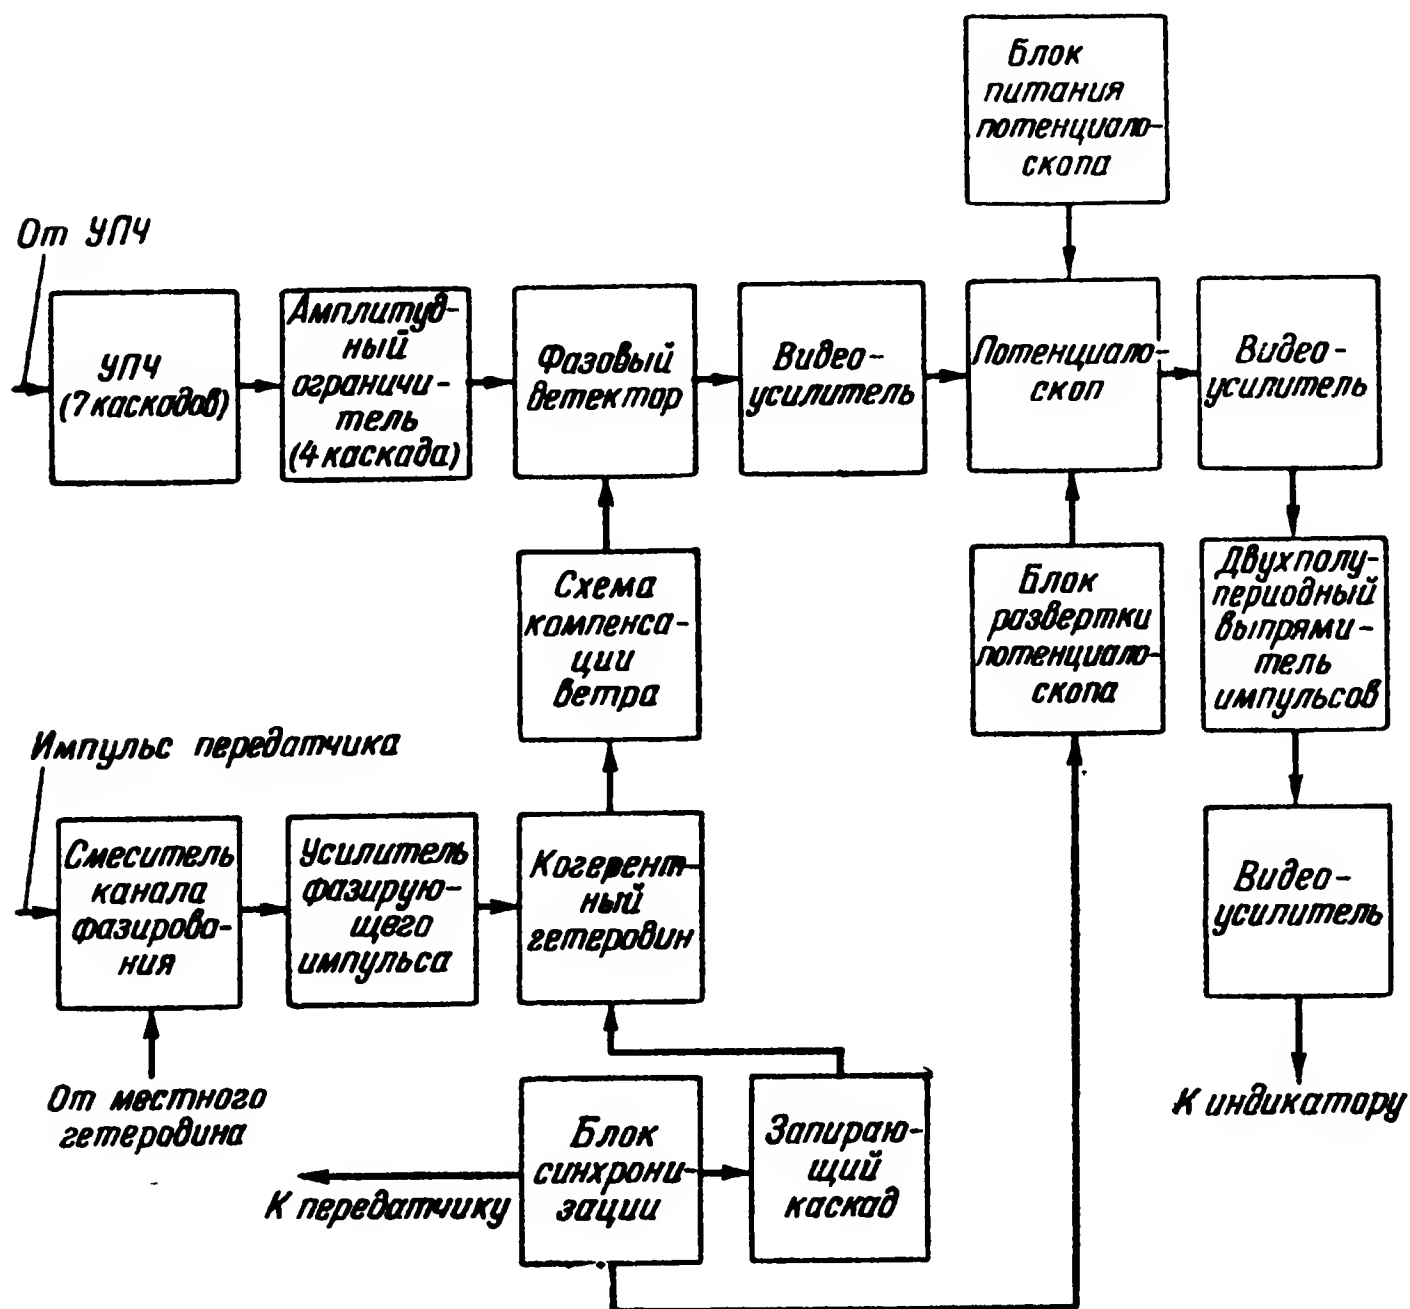 Блок
питания
потенциало-
скопа
От УПЧ
УПЧ
(7 каскадов)
Амплитуд-
ный
ограничи-
тель
(4 каскада)
Фазовый
детектор
Видео-
усилитель
Потенциало-
скоп
Видео-
усилитель
Схема
компенса-
ции
ветра
Блок
развертки
потенциало-
скопа
Двухполу-
периодный
выпрями-
тель
импульсов
Импульс передатчика
Смеситель
канала
фазирова-
ния
Усилитель
фазирую-
щего
импульса
Когерент-
ный
гетеродин
Видео-
усилитель
От местного
гетеродина
Блок
синхрони-
зации
Запираю-
щий
каскад
К передатчику
К индикатору